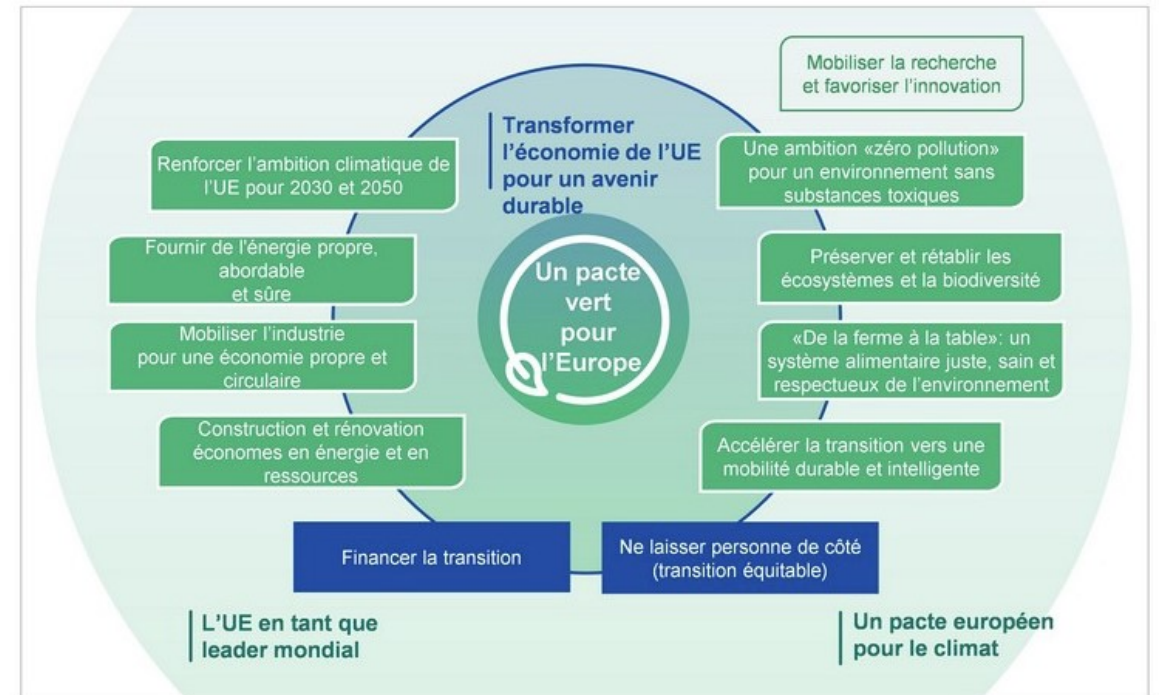 Mobiliser la recherche
et favoriser l’innovation
Transformer
l’économie de l’UE
pour un avenir
durable
Renforcer l’ambition climatique de
l’UE pour 2030 et 2050
Une ambition «zéro pollution»
pour un environnement sans
substances toxiques
Fournir de l'énergie propre,
abordable
et sûre
Préserver et rétablir les
écosystèmes et la biodiversité
Un pacte
vert
pour
l’Europe
Mobiliser l’industrie
pour une économie propre et
circulaire
«De la ferme à la table»: un
système alimentaire juste, sain et
respectueux de l’environnement
Construction et rénovation
économes en énergie et en
ressources
Accélérer la transition vers une
mobilité durable et intelligente
Financer la transition
Ne laisser personne de côté
(transition équitable)
L’UE en tant que
leader mondial
Un pacte européen
pour le climat